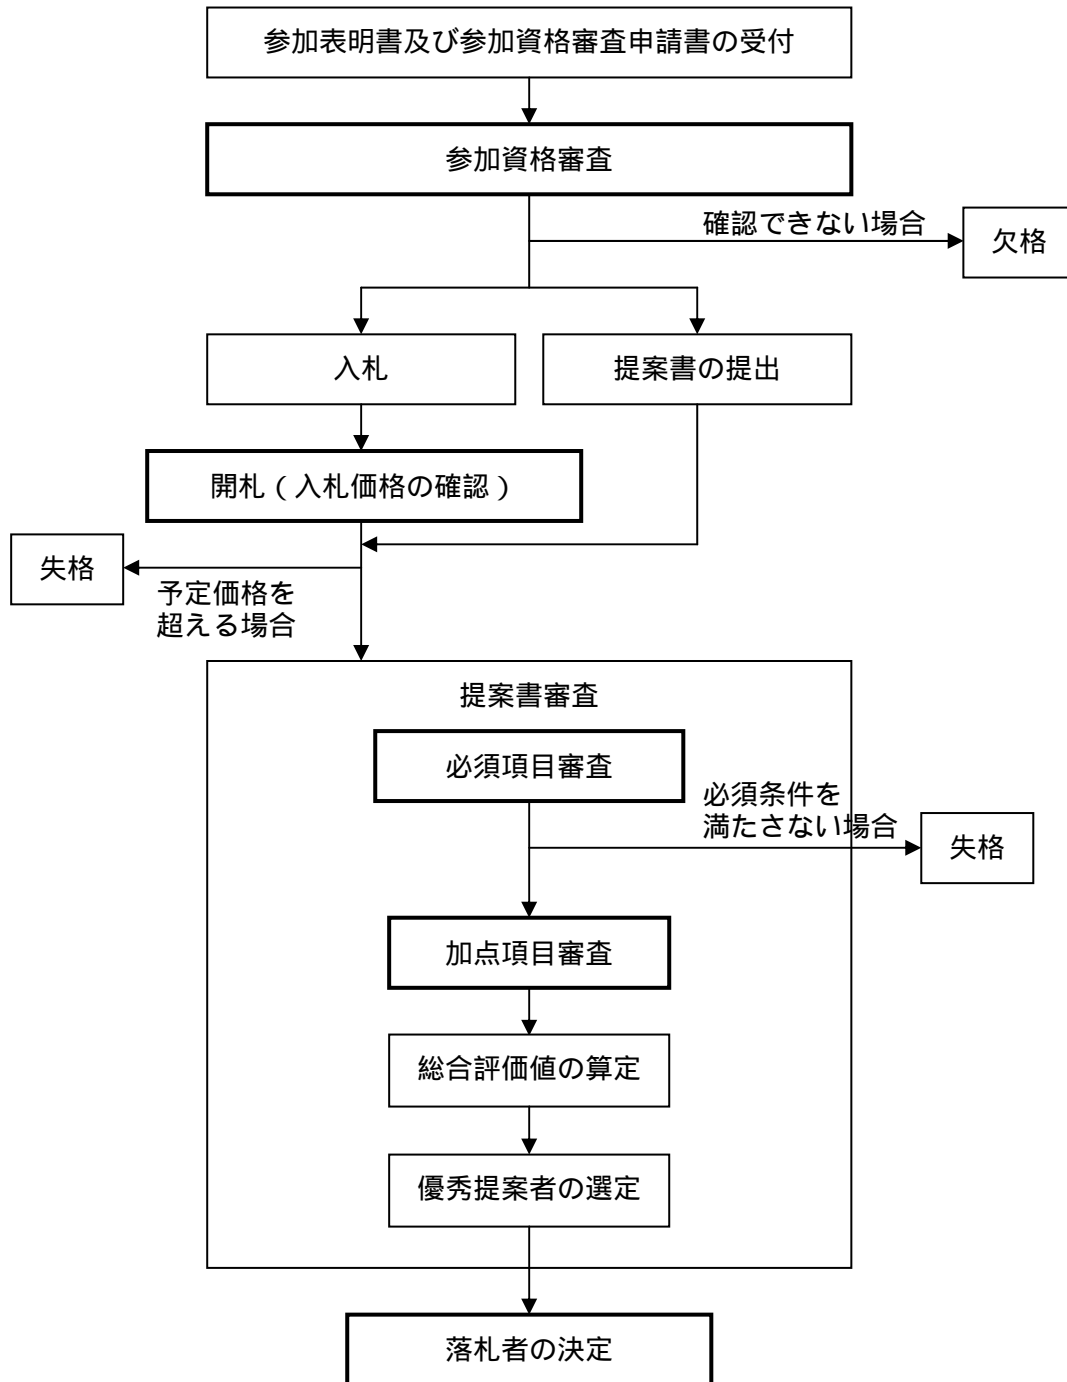 参加表明書及び参加資格審査申請書の受付
参加資格審査
確認できない場合
欠格
入札
提案書の提出
開札（入札価格の確認）
失格
予定価格を
超える場合
提案書審査
必須項目審査
必須条件を
満たさない場合
失格
加点項目審査
総合評価値の算定
優秀提案者の選定
落札者の決定